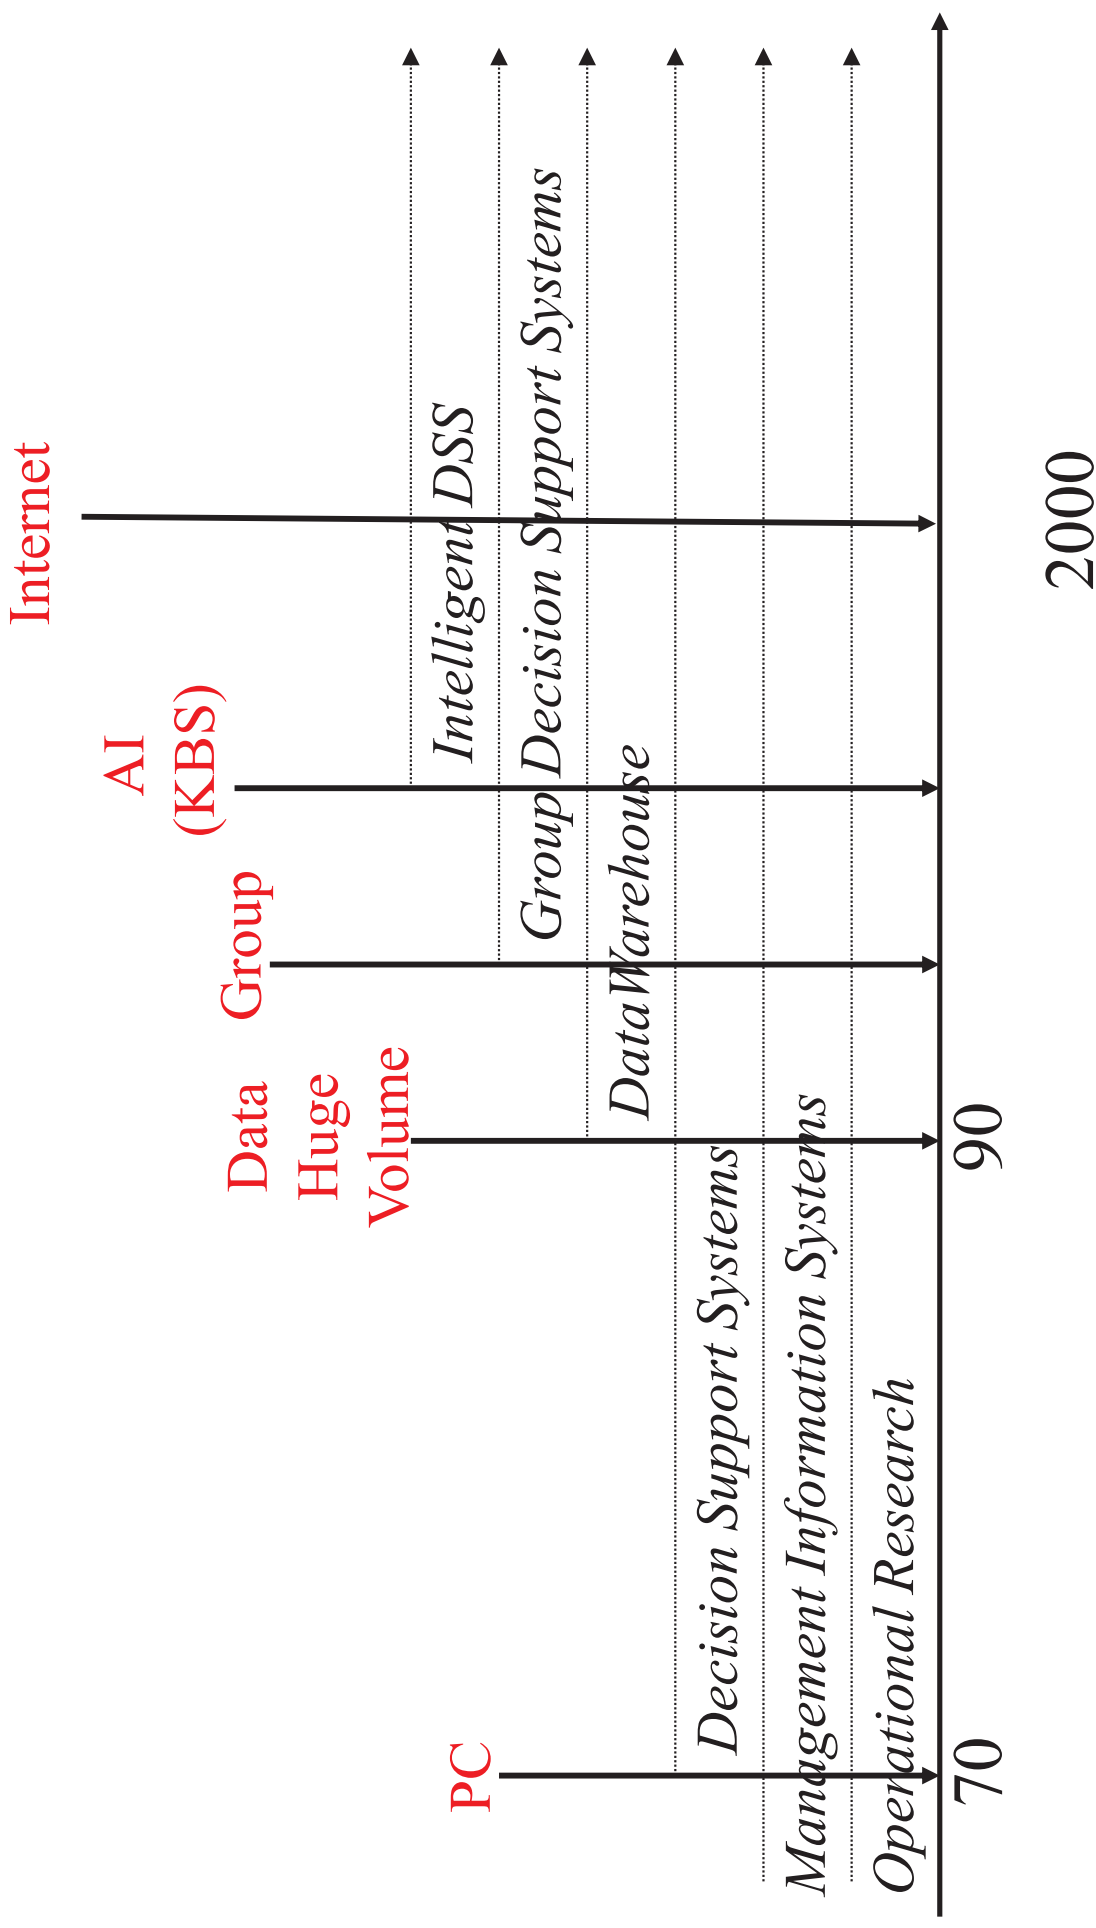 Internet
AI
(KBS)
Group
Data
Huge
Volume
PC
Intelligent DSS
Group Decision Support Systems
DataWarehouse
Decision Support Systems
Management Information Systems
Operational Research
70
90
2000